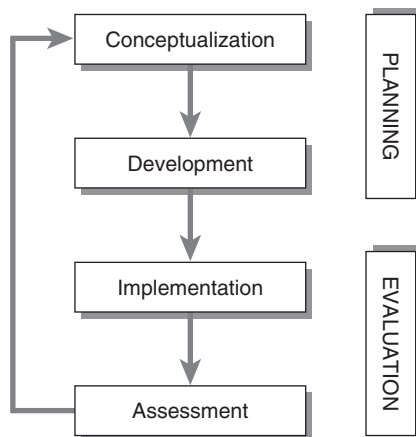 Conceptualization
PLANNING
Development
Implementation
EVALUATION
Assessment